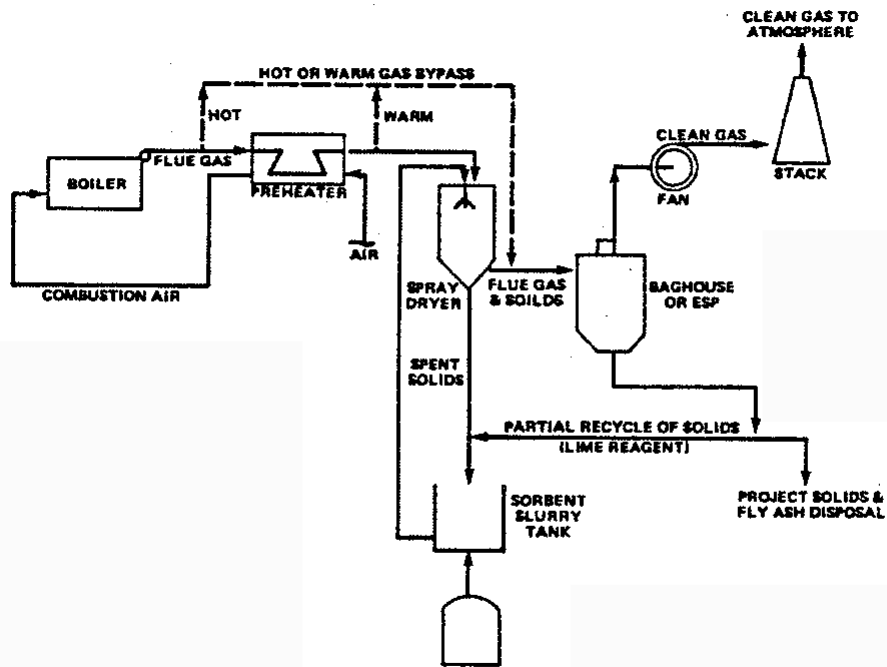 CLEAN GAS TO
ATMOSPHERE
HOT OR WARM GAS BYPASS
HOT
WARM
CLEAN GAS
FLUE GAS
BOILER
PREHEATER
STACK
FAN
AIR
COMBUSTION AIR
SPRAY
DRYER
FLUE GAS
& SOILDS
BAGHOUSE
OR ESP
SPENT
SOLIDS
PARTIAL RECYCLE OF SOLIDS
(LIME REAGENT)
SORBENT
SLURRY
TANK
PROJECT SOLIDS &
FLY ASH DISPOSAL